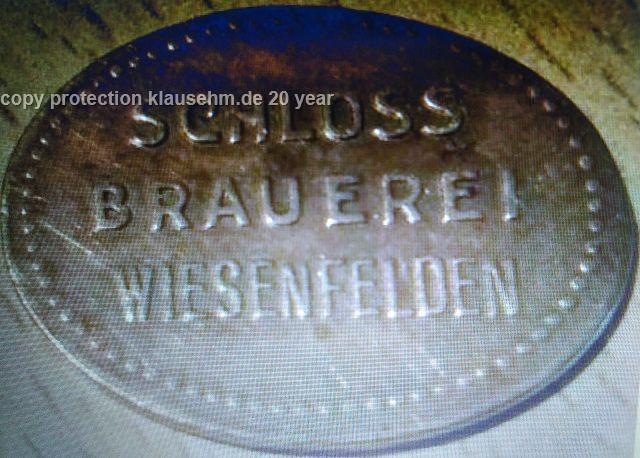 copy protection klausehm.de 20 year
SCHLOSS
BRAUEREI
WIESENFELDEN